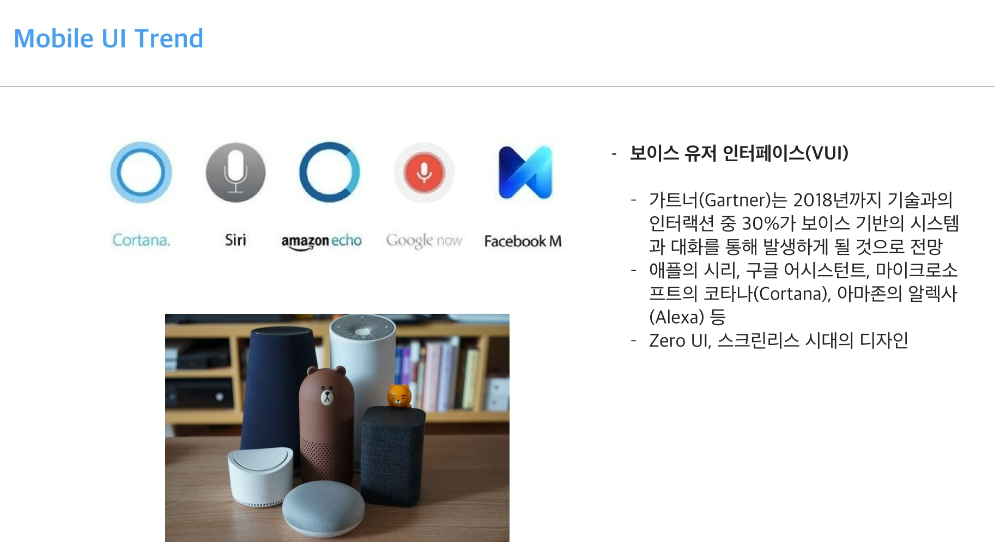 Mobile UI Trend
Cortana.
Siri
amazon echo
Google now
Facebook M
- 보이스 유저 인터페이스(VUI)
- 가트너(Gartner)는 2018년까지 기술과의
인터랙션 중 30%가 보이스 기반의 시스템
과 대화를 통해 발생하게 될 것으로 전망
- 애플의 시리, 구글 어시스턴트, 마이크로소
프트의 코타나(Cortana), 아마존의 알렉사
(Alexa) 등
- Zero UI, 스크린리스 시대의 디자인